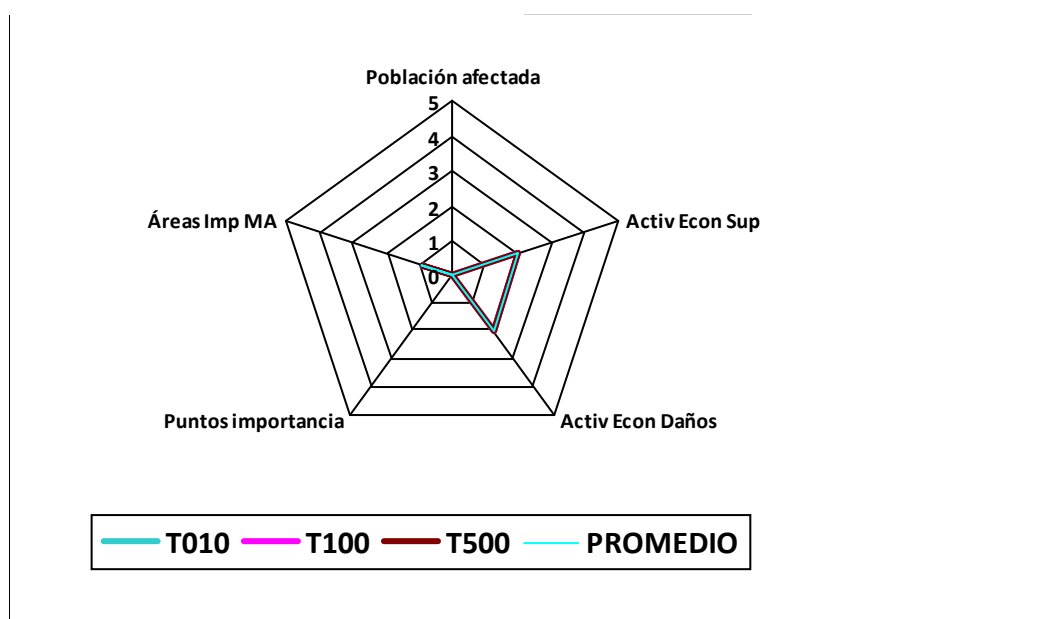 Población afectada
5
4
3
2
1
0
Áreas Imp MA
Activ Econ Sup
Puntos importancia
Activ Econ Daños
T010 T100 T500 PROMEDIO